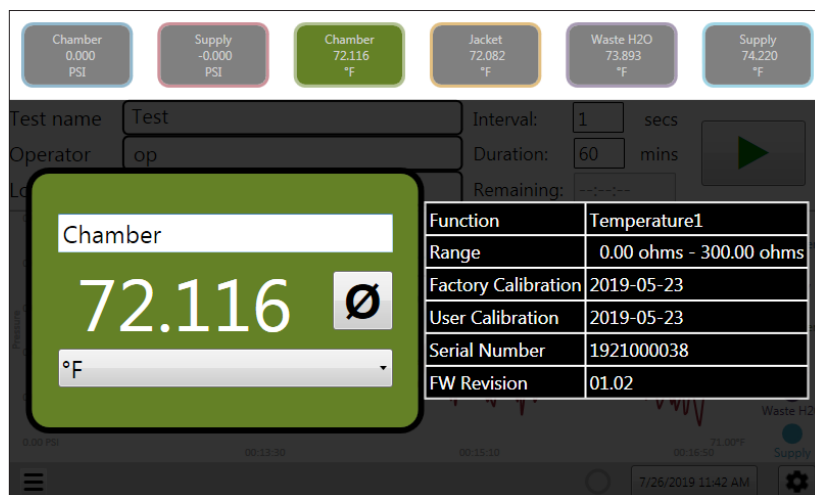 Chamber
0.000
PSI
Supply
-0.000
PSI
Chamber
72.116
°F
Jacket
72.082
°F
Waste H2O
73.893
°F
Supply
74.220
°F
Test name Test Interval: 1 secs
Operator op Duration: 60 mins
Remaining: --:--:--
Chamber
72.116 Ø
°F
Function Temperature1
Range 0.00 ohms - 300.00 ohms
Factory Calibration 2019-05-23
User Calibration 2019-05-23
Serial Number 1921000038
FW Revision 01.02
Pressure
Waste H2
0.00 PSI 71.00°F
00:13:30 00:15:10 00:16:50 Supply
7/26/2019 11:42 AM